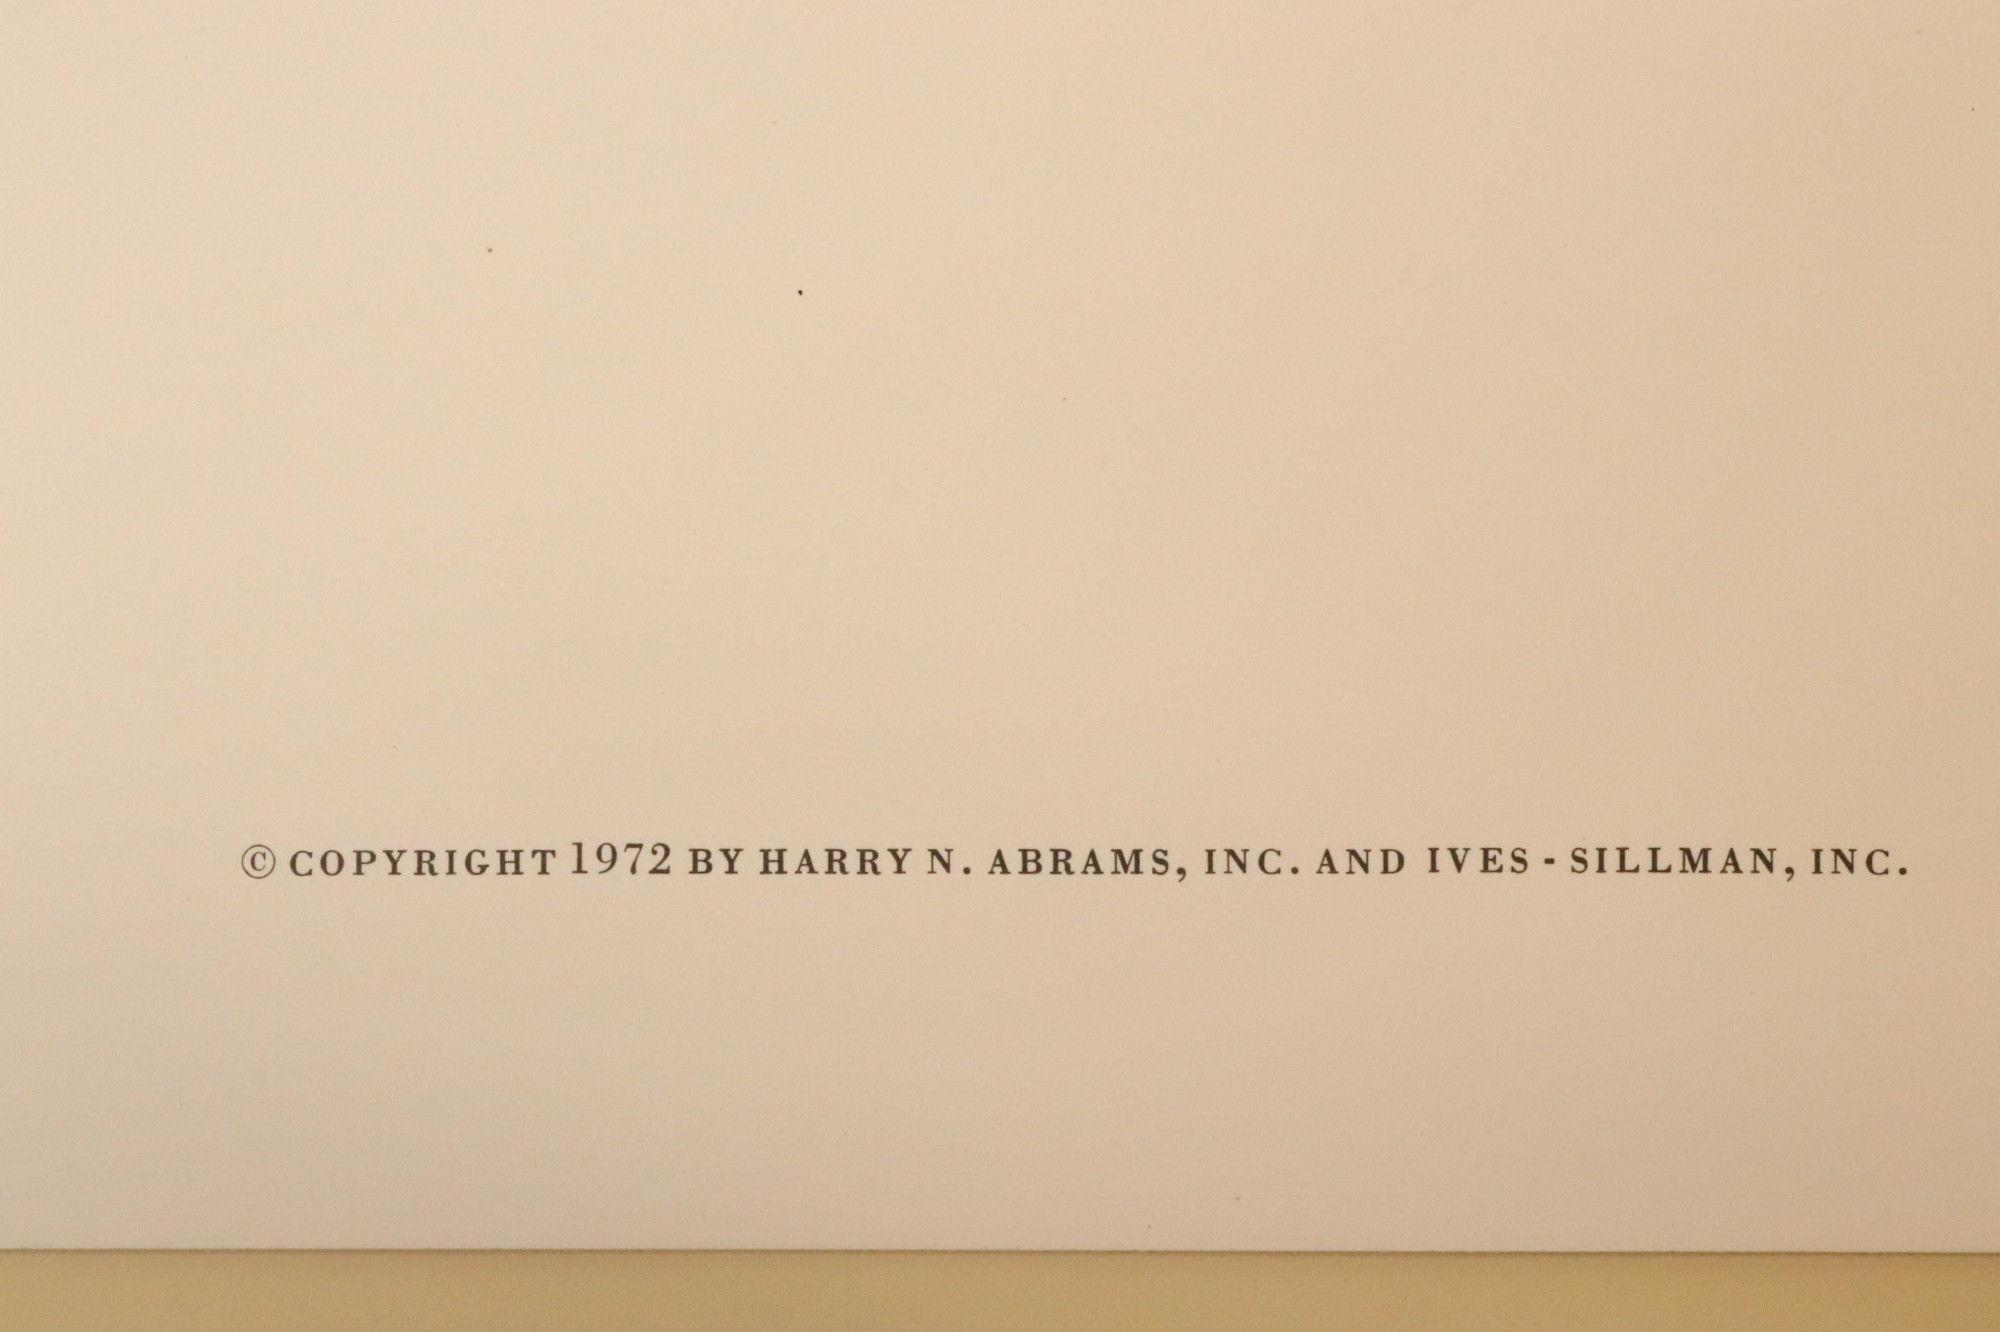 © COPYRIGHT 1972 BY HARRY N. ABRAMS, INC. AND IVES - SILLMAN, INC.